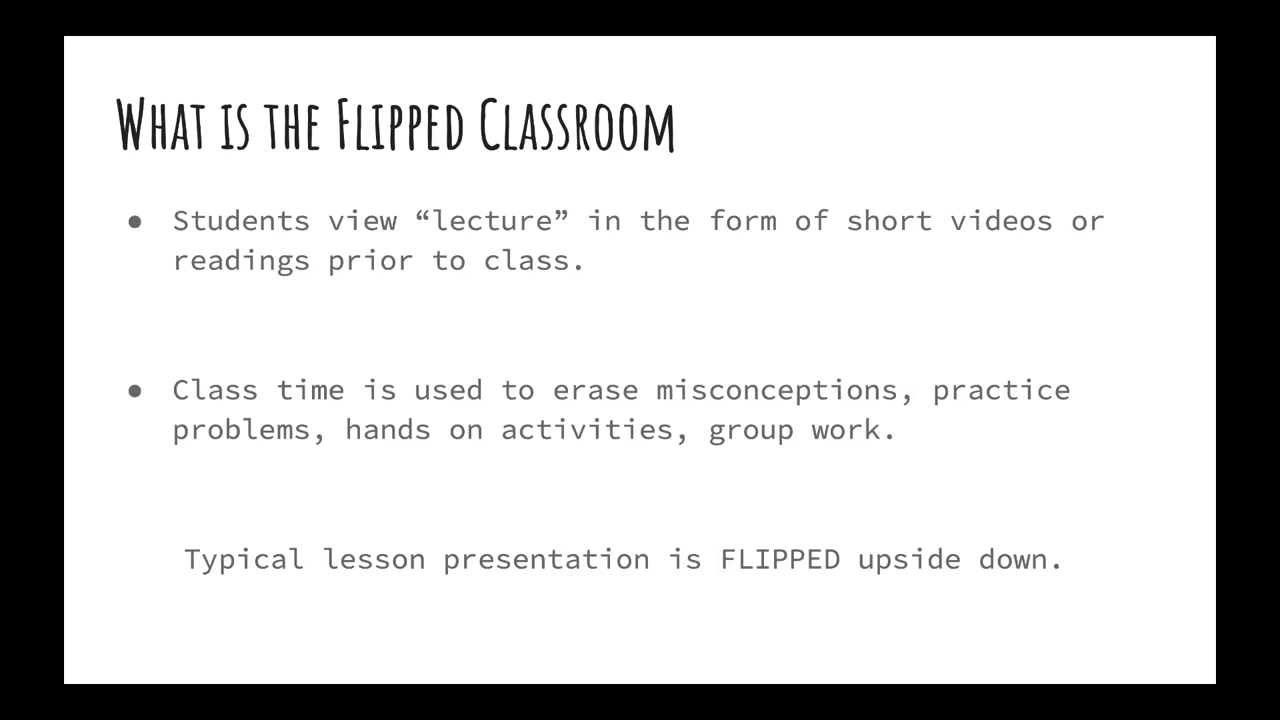 What is the Flipped Classroom
● Students view “lecture” in the form of short videos or
readings prior to class.
● Class time is used to erase misconceptions, practice
problems, hands on activities, group work.
Typical lesson presentation is FLIPPED upside down.